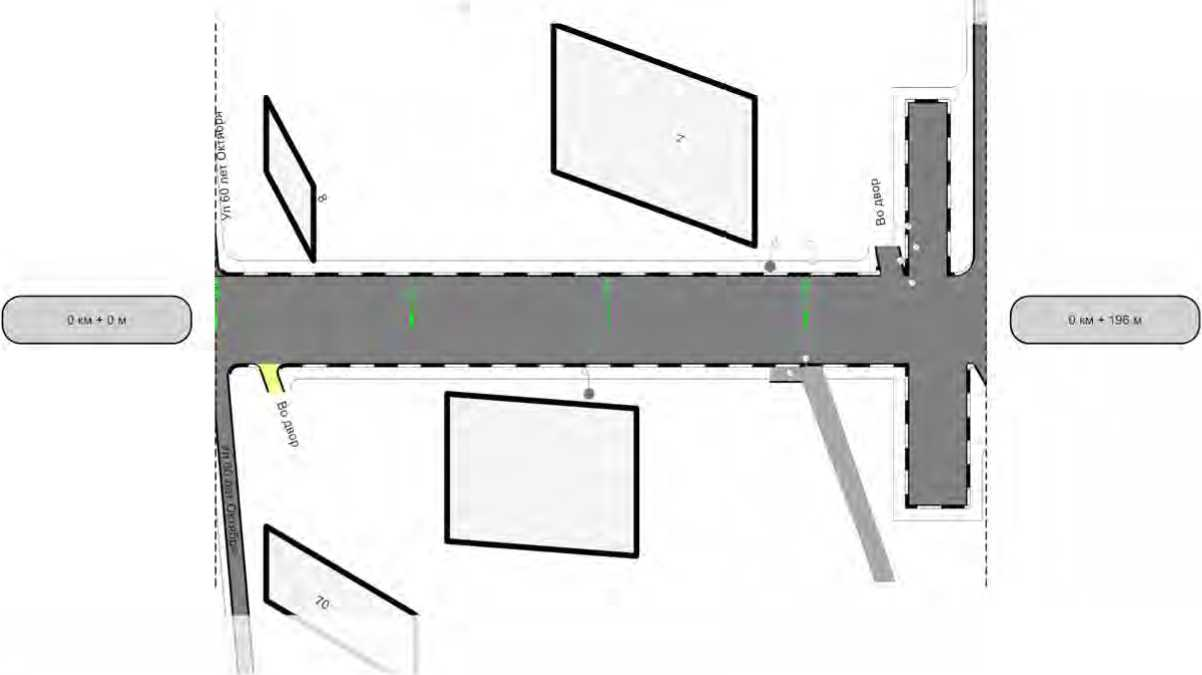 Ул 60 лет Октября
8
2
Во двор
0 км + 0 м
0 км + 196 м
Во двор
Ул 60 лет Октября
70